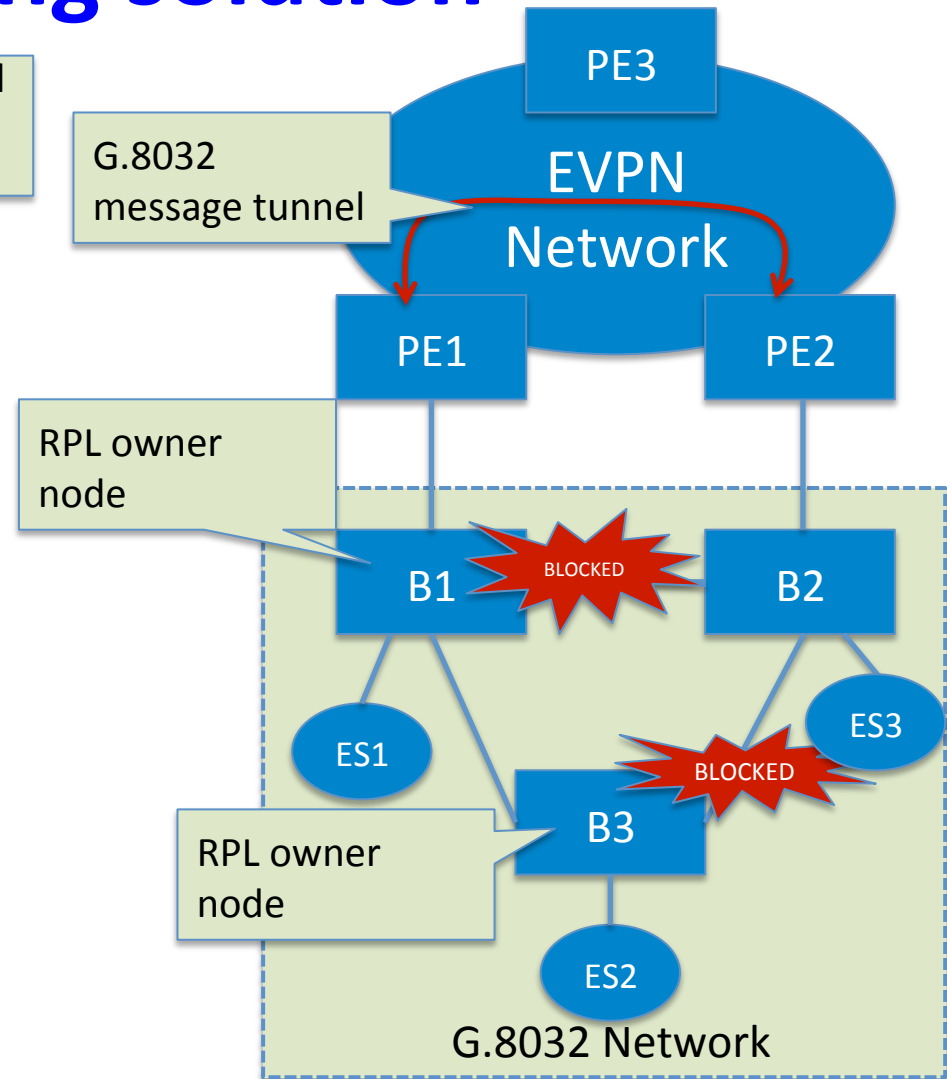 solution
PE3
G.8032
message tunnel
EVPN
Network
PE1
PE2
RPL owner
node
B1
BLOCKED
B2
ES1
ES3
BLOCKED
B3
RPL owner
node
ES2
G.8032 Network